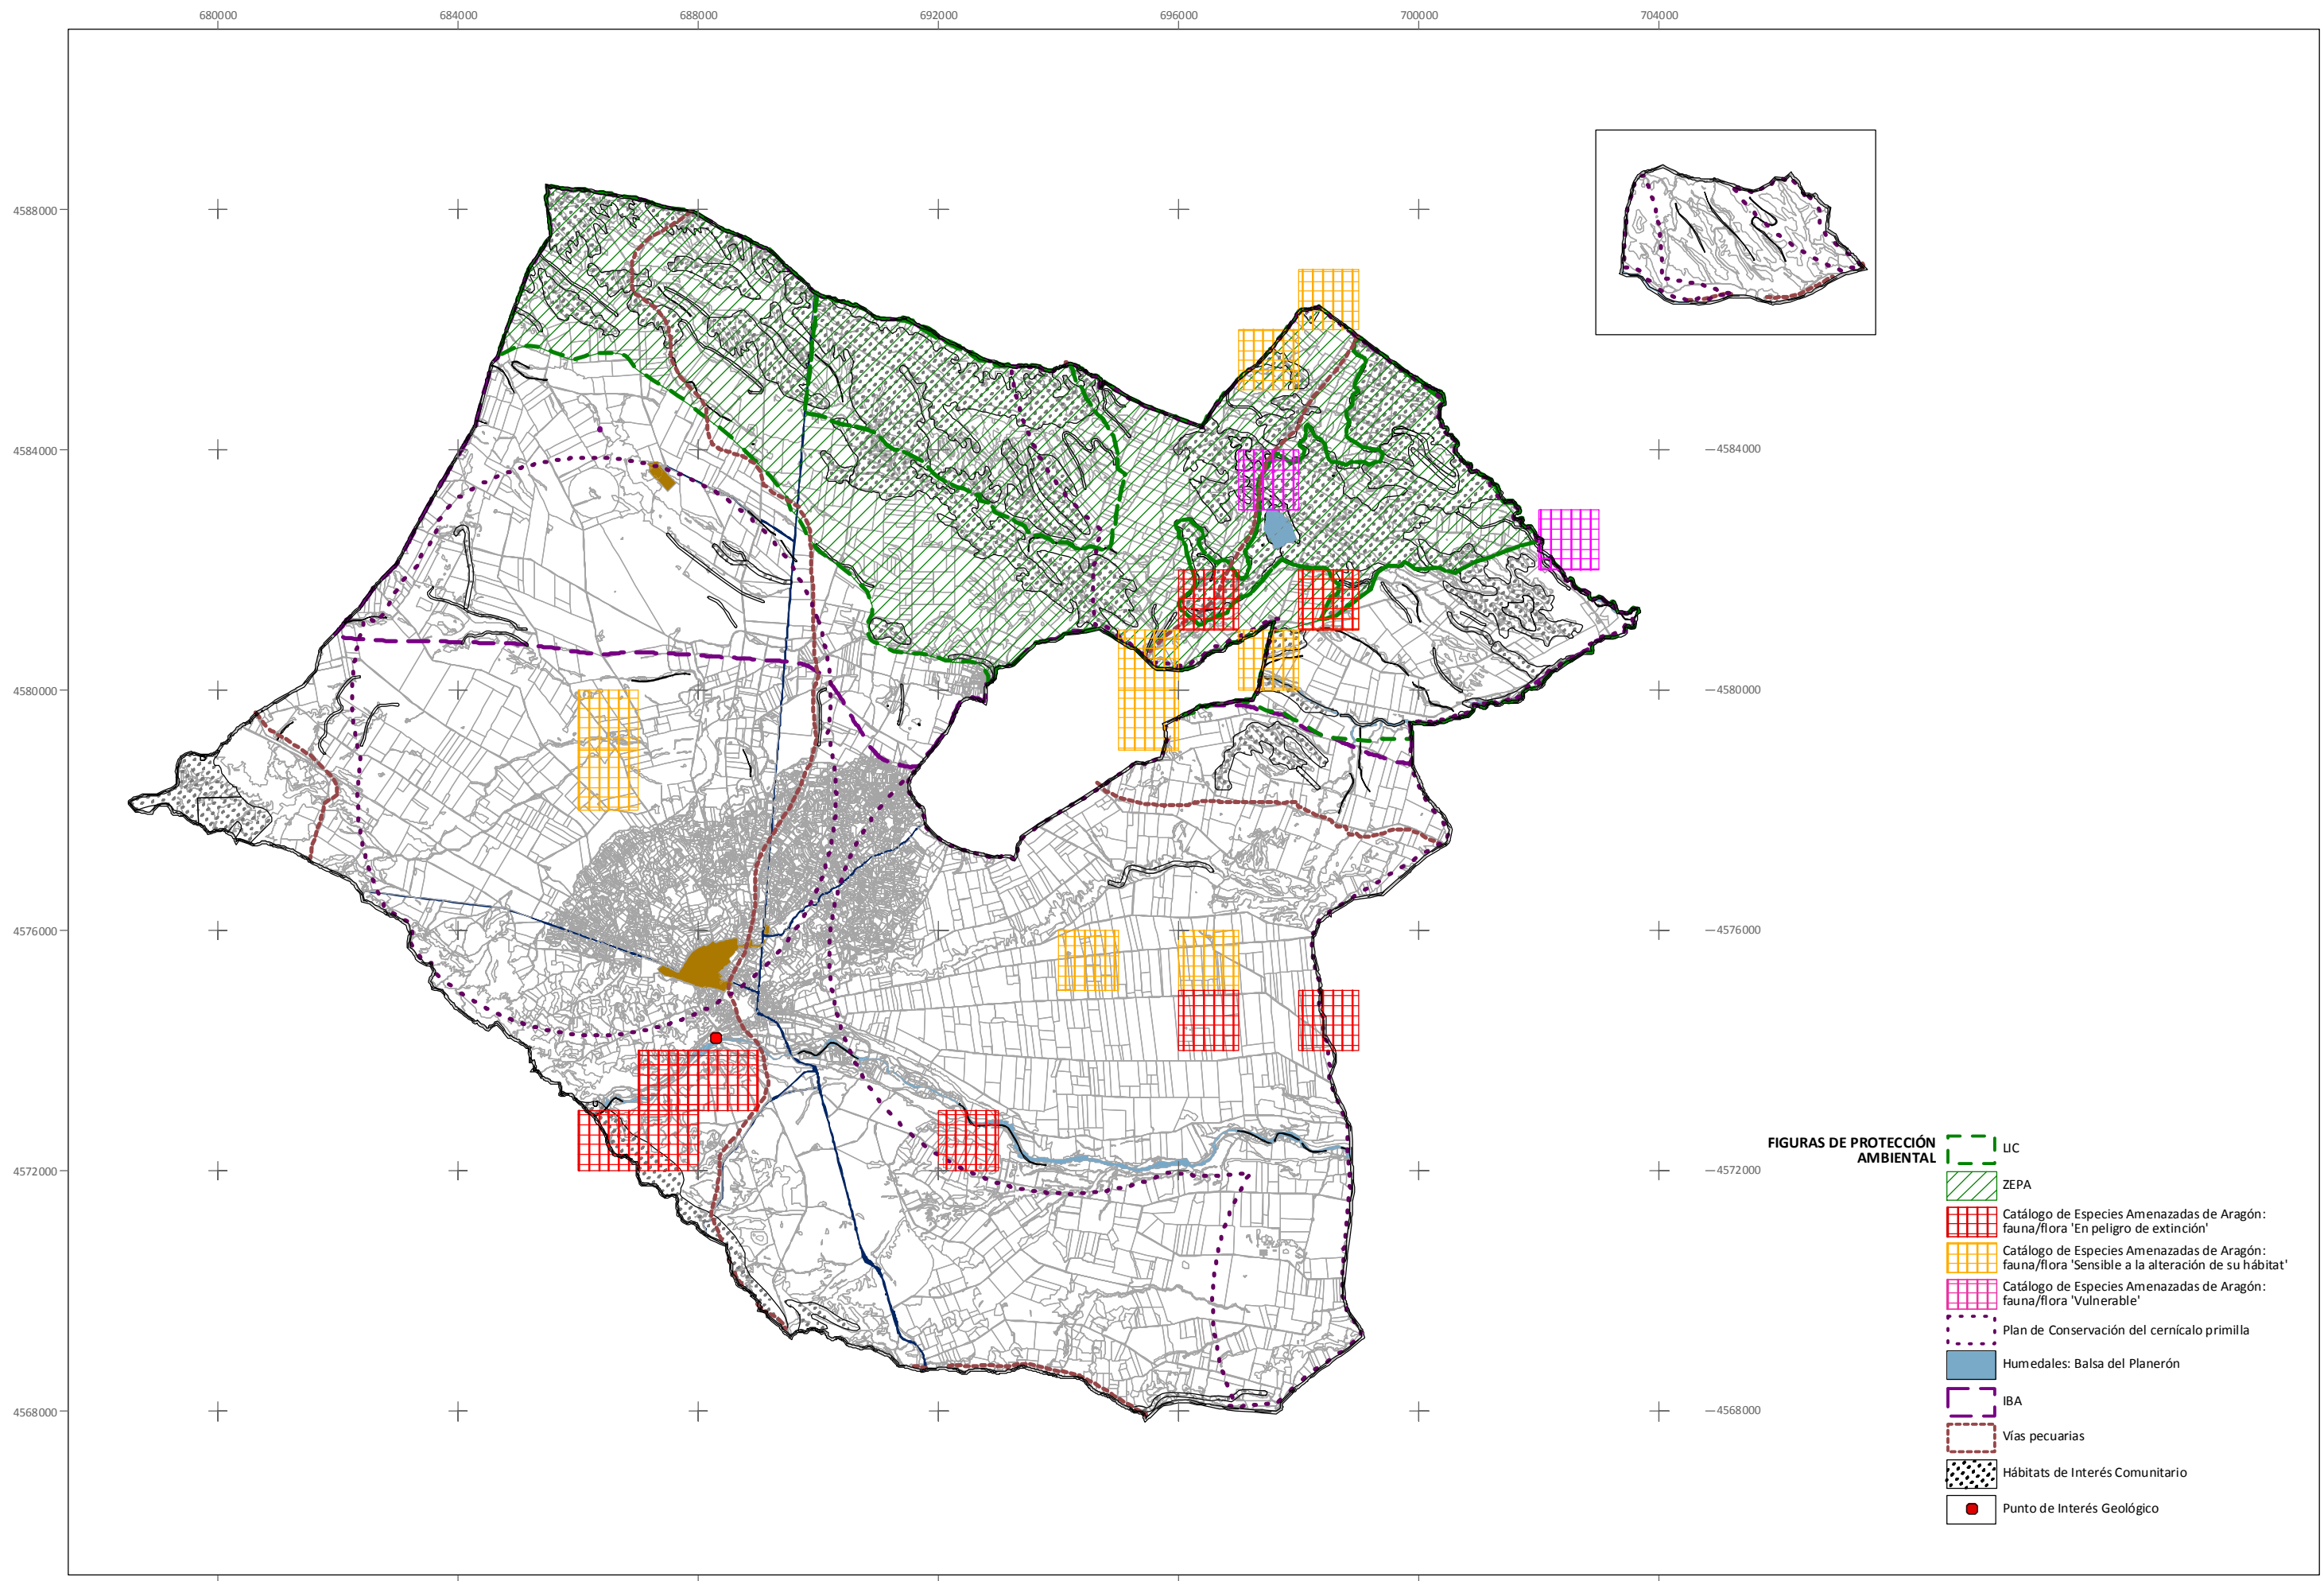 680000 684000 688000 692000 696000 700000 704000
4588000
4584000 4584000
4580000 4580000
4576000 4576000
4572000 4572000
4568000 4568000
FIGURAS DE PROTECCIÓN
AMBIENTAL
LIC
ZEPA
Catálogo de Especies Amenazadas de Aragón:
fauna/flora 'En peligro de extinción'
Catálogo de Especies Amenazadas de Aragón:
fauna/flora 'Sensible a la alteración de su hábitat'
Catálogo de Especies Amenazadas de Aragón:
fauna/flora 'Vulnerable'
Plan de Conservación del cernícalo primilla
Humedales: Balsa del Planerón
IBA
Vías pecuarias
Hábitats de Interés Comunitario
Punto de Interés Geológico